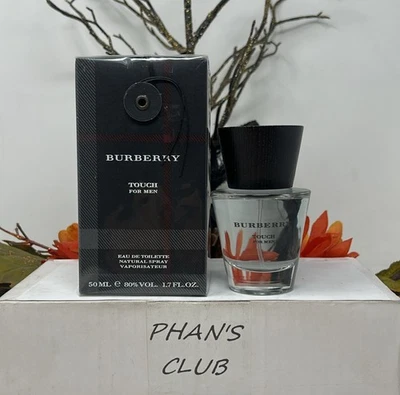 BURBERRY
TOUCH
FOR MEN
EAU DE TOILETTE
NATURAL SPRAY
VAPORISATEUR
50 ML ℮ 80% VOL. 1.7 FL.OZ.
BURBERRY
TOUCH
FOR MEN
PHAN'S
CLUB